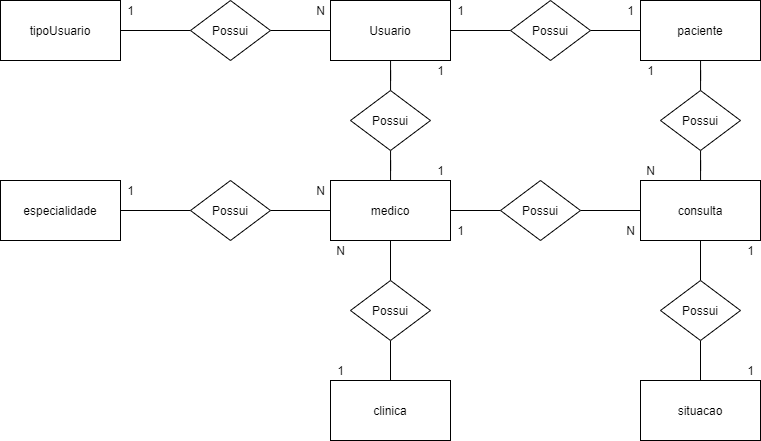 tipoUsuario
1
Possui
N
Usuario
1
Possui
1
paciente
1
Possui
1
1
Possui
N
especialidade
1
Possui
N
medico
1
Possui
N
consulta
N
Possui
1
clinica
1
Possui
1
situacao